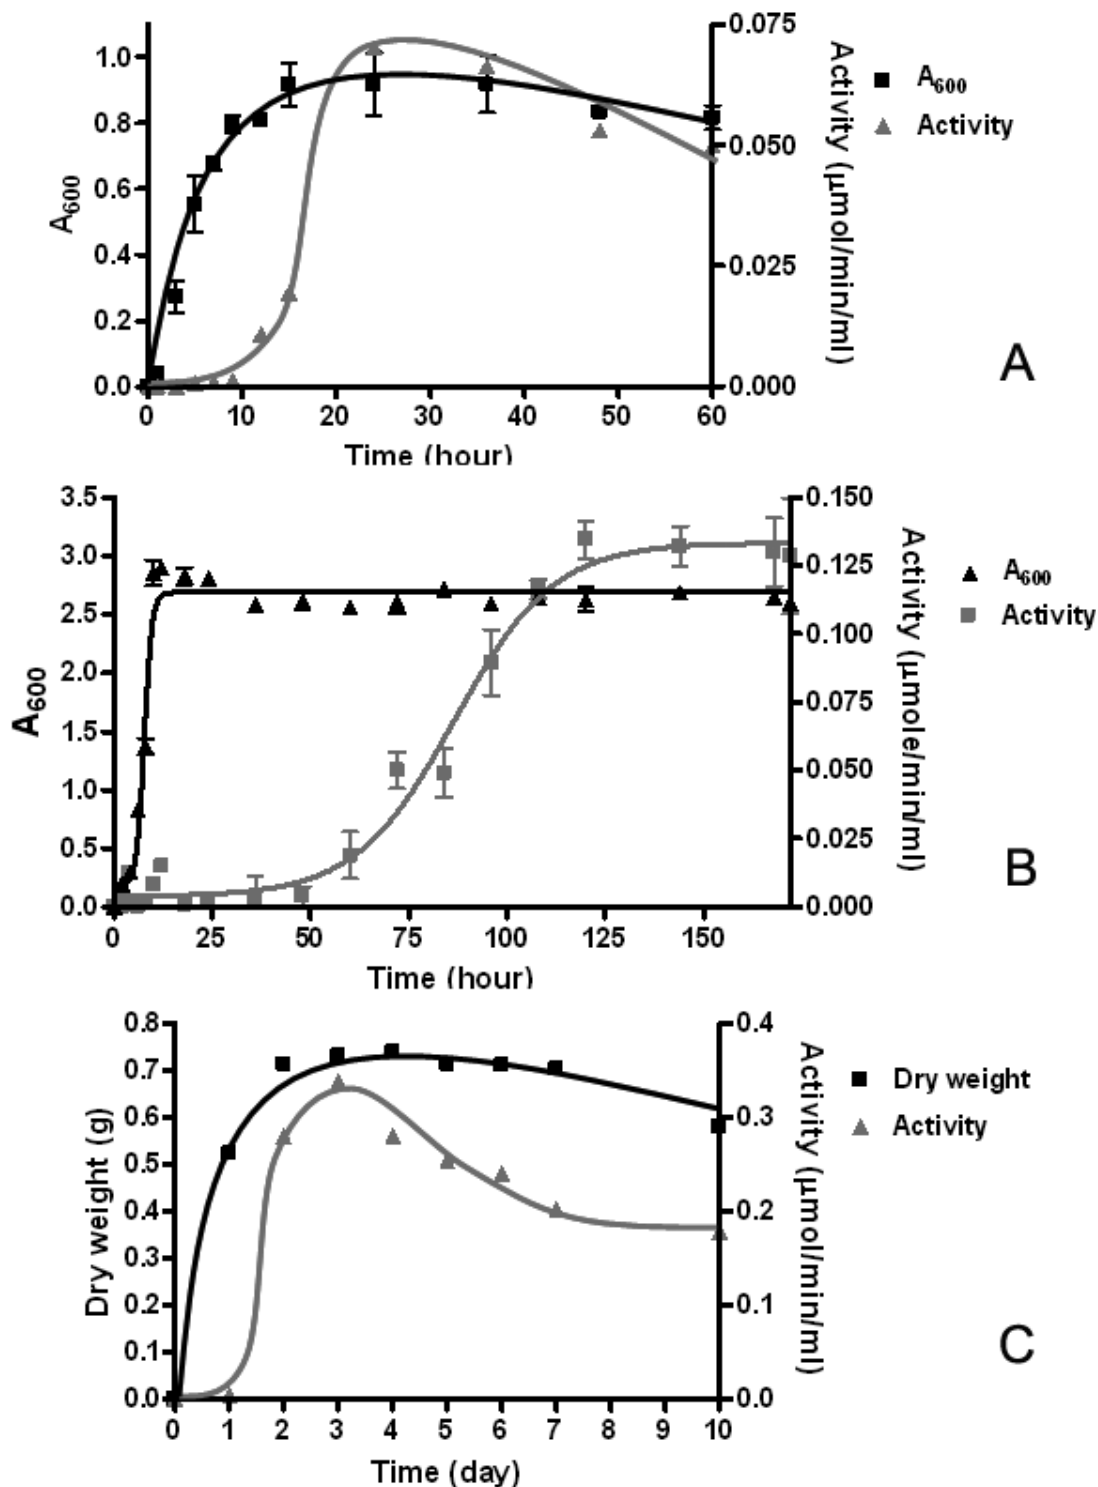 A600
1.0
0.8
0.6
0.4
0.2
0.0
0 10 20 30 40 50 60
Time (hour)
0.075
0.050
0.025
0.000
Activity (μmol/min/ml)
A600
Activity
A
A600
3.5
3.0
2.5
2.0
1.5
1.0
0.5
0.0
0 25 50 75 100 125 150
Time (hour)
0.150
0.125
0.100
0.075
0.050
0.025
0.000
Activity (μmole/min/ml)
A600
Activity
B
Dry weight (g)
0.8
0.7
0.6
0.5
0.4
0.3
0.2
0.1
0.0
0 1 2 3 4 5 6 7 8 9 10
Time (day)
0.4
0.3
0.2
0.1
0.0
Activity (μmol/min/ml)
Dry weight
Activity
C